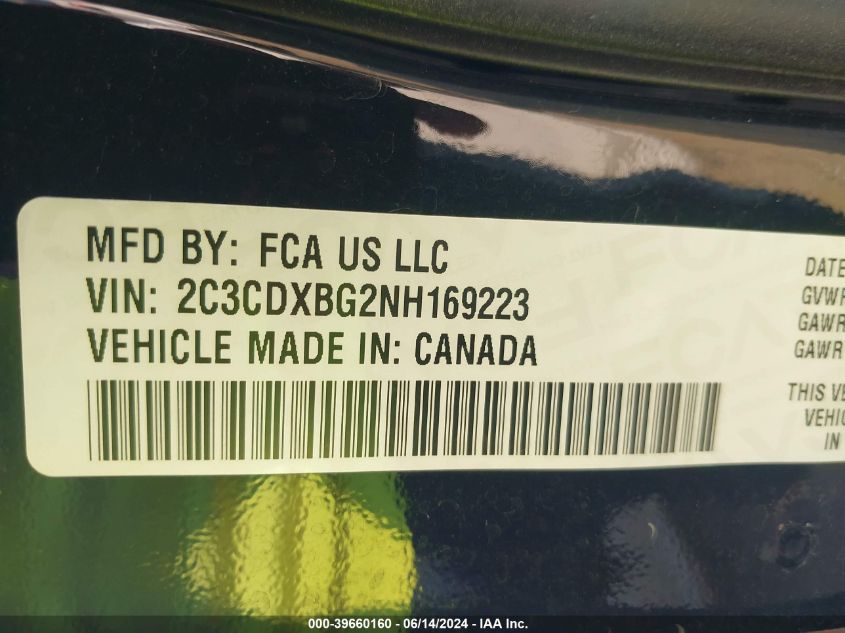 MFD BY: FCA US LLC
VIN: 2C3CDXBG2NH169223
VEHICLE MADE IN: CANADA
DATE
GVWR
GAWR
GAWR
THIS VE
VEHIC
IN
000-39660160 - 06/14/2024 - IAA Inc.